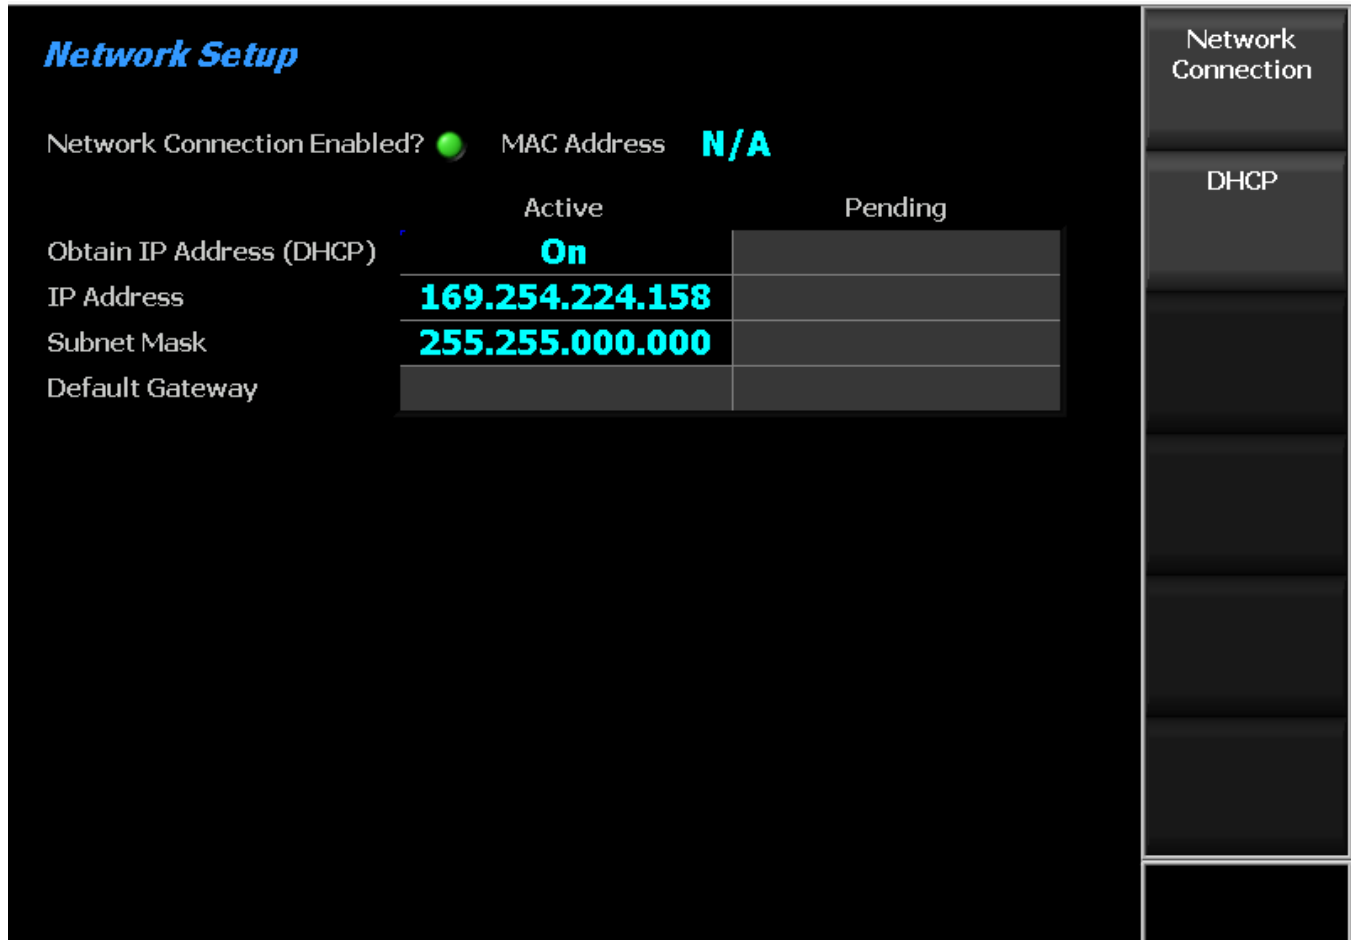 Network Setup
Network Connection Enabled? MAC Address N/A
Active Pending
Obtain IP Address (DHCP) On
IP Address 169.254.224.158
Subnet Mask 255.255.000.000
Default Gateway
Network
Connection
DHCP